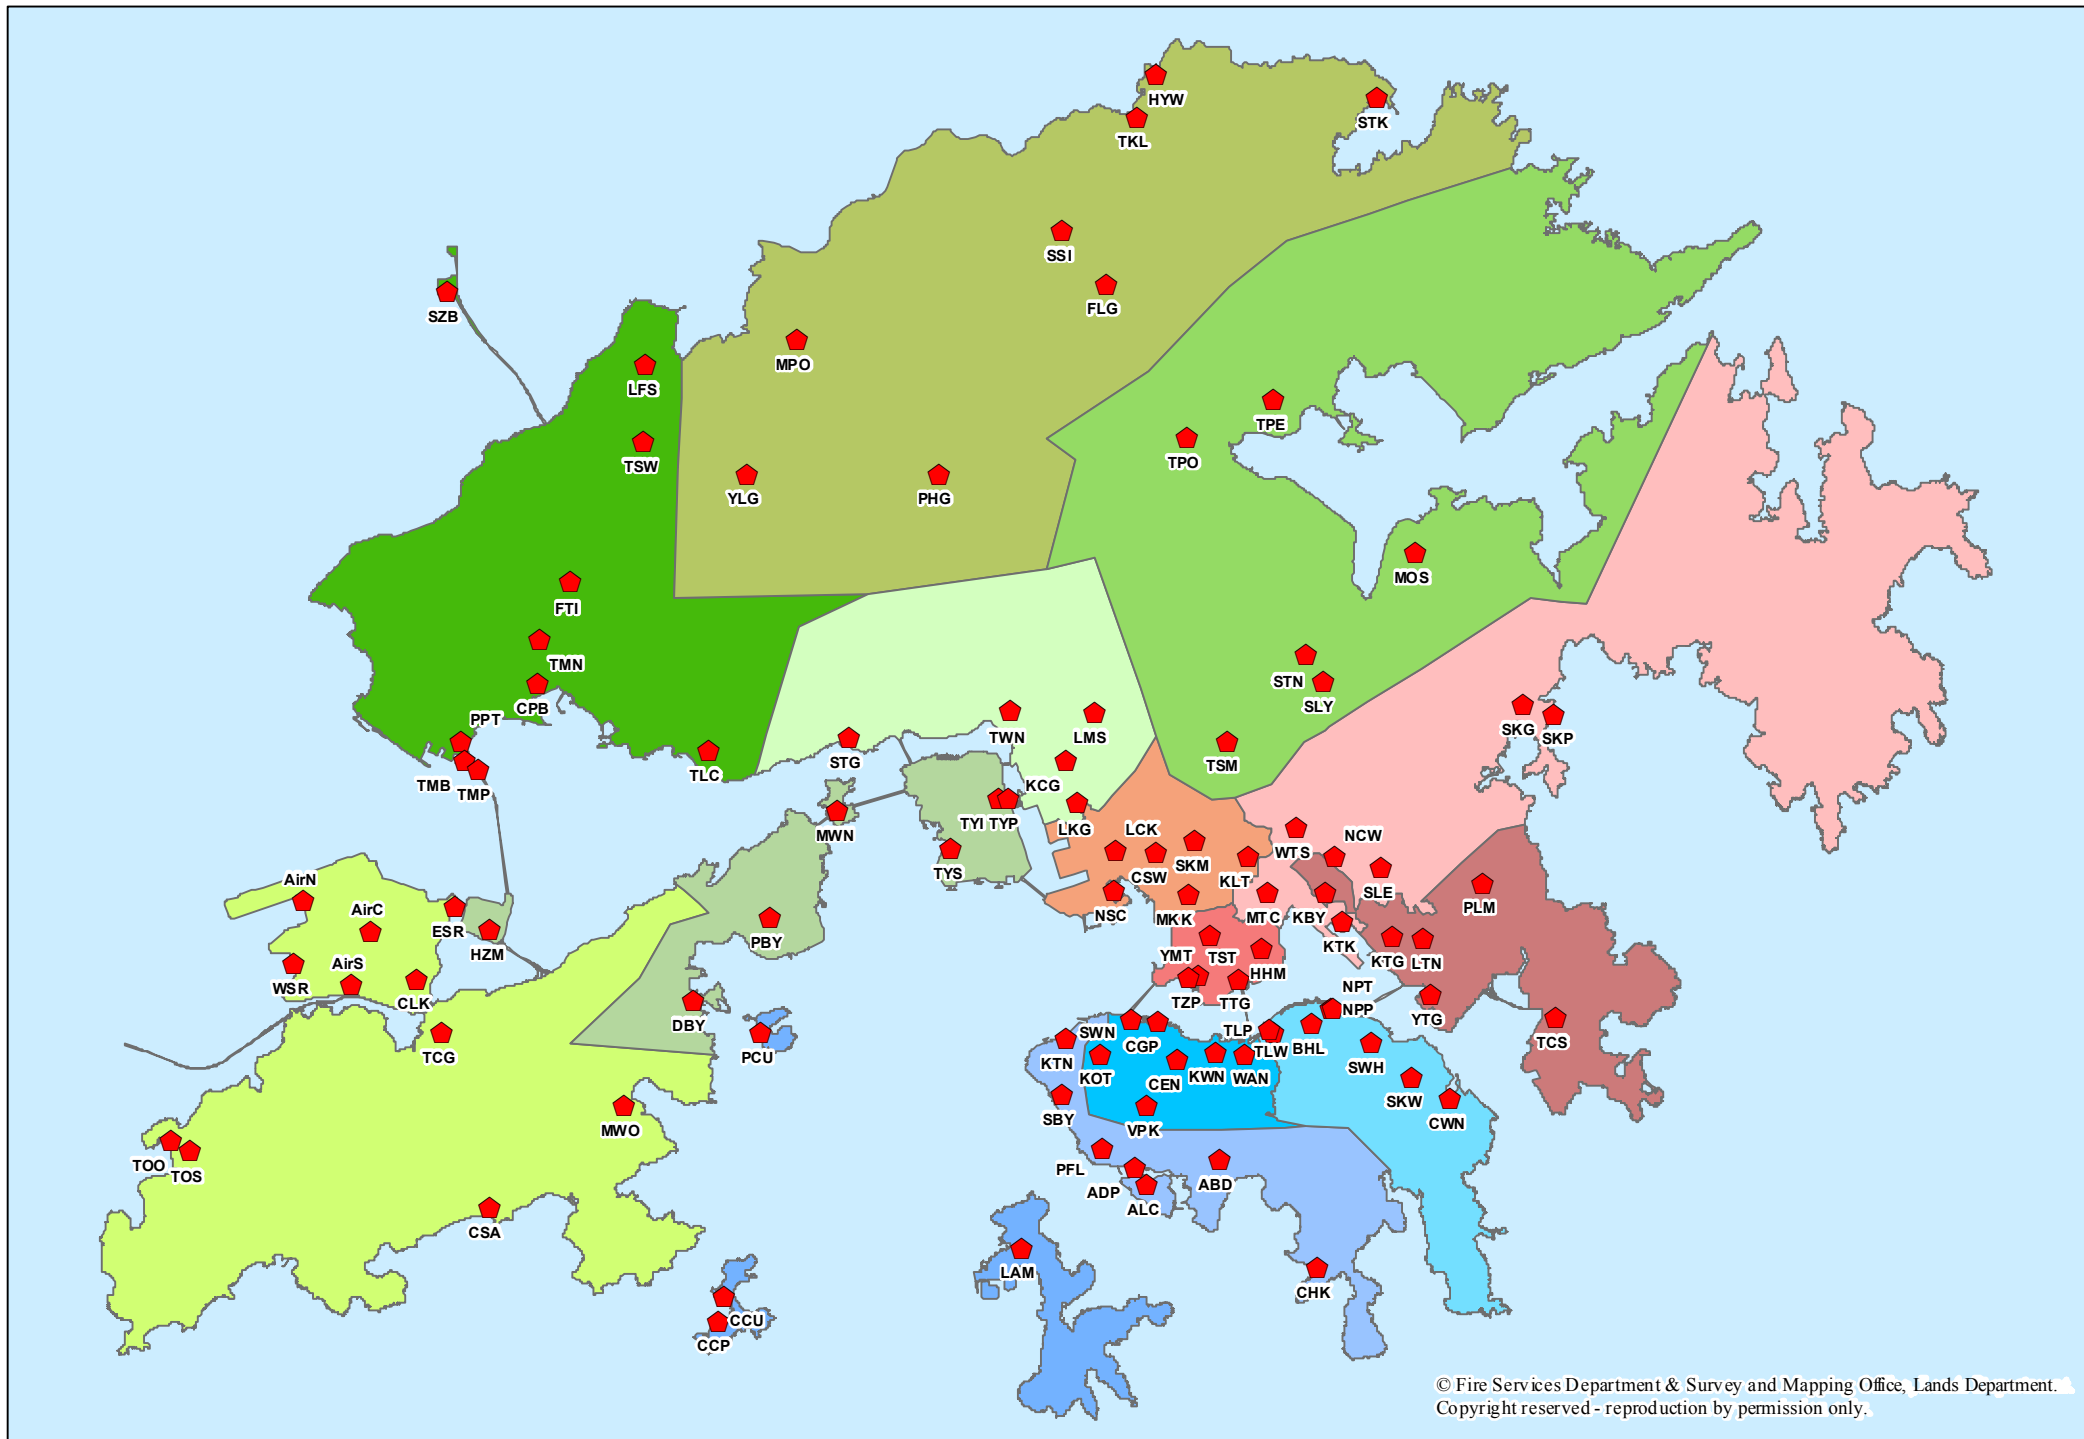 HYW
STK
TKL
SSI
FLG
SZB
MPO
LFS
TPE
TSW
TPO
YLG
PHG
MOS
FTI
TMN
STN
SLY
CPB
PPT
SKG
SKP
TWN
LMS
STG
TSM
TLC
TMB
TMP
KCG
MWN
TYI TYP
LKG
LCK
NCW
WTS
SKM
CSW
TYS
KLT
SLE
AirN
PLM
AirC
NSC
MKK
MTC
KBY
ESR
PBY
HZM
KTK
YMT
TST
KTG
LTN
AirS
HHM
WSR
CLK
NPT
TZP
TTG
NPP
YTG
DBY
SWN
TLP
CGP
TCG
PCU
KTN
TLW
BHL
TCS
KOT
CEN
KWN
WAN
SWH
SKW
MWO
SBY
VPK
CWN
TOO
TOS
PFL
ADP
ABD
ALC
CSA
LAM
CHK
CCU
CCP
© Fire Services Department & Survey and Mapping Office, Lands Department.
Copyright reserved - reproduction by permission only.